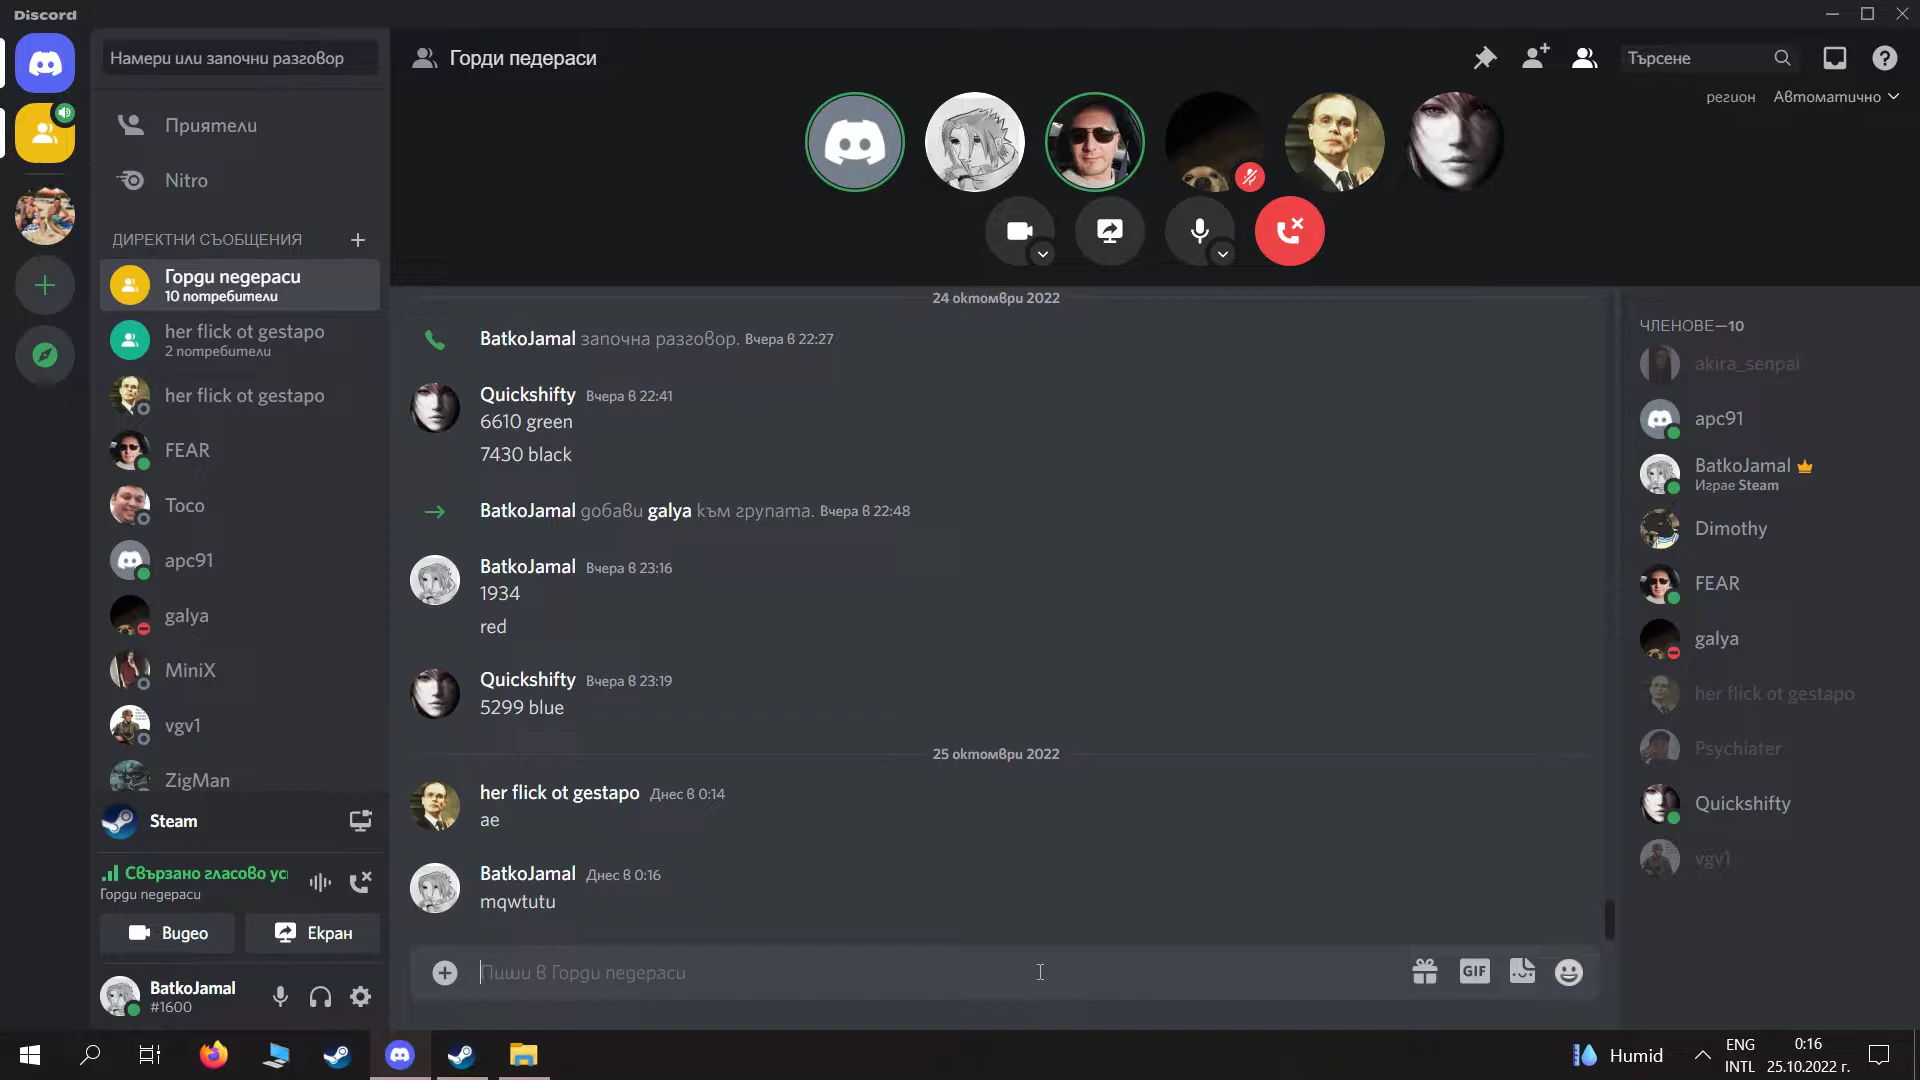 Discord
Намери или започни разговор
Приятели
Nitro
ДИРЕКТНИ СЪОБЩЕНИЯ
Горди педераси
10 потребители
her flick ot gestapo
2 потребители
her flick ot gestapo
FEAR
Toco
apc91
galya
MiniX
vgv1
ZigMan
Steam
Свързано гласово ус
Горди педераси
Видео
Екран
BatkoJamal
#1600
Горди педераси
Търсене
регион Автоматично
24 октомври 2022
BatkoJamal започна разговор. Вчера в 22:27
Quickshifty Вчера в 22:41
6610 green
7430 black
BatkoJamal добави galya към групата. Вчера в 22:48
BatkoJamal Вчера в 23:16
1934
red
Quickshifty Вчера в 23:19
5299 blue
25 октомври 2022
her flick ot gestapo Днес в 0:14
ae
BatkoJamal Днес в 0:16
mqwtutu
Пиши в Горди педераси
GIF
ЧЛЕНОВЕ—10
akira_senpai
apc91
BatkoJamal
Играе Steam
Dimothy
FEAR
galya
her flick ot gestapo
Psychiater
Quickshifty
vgv1
Humid
ENG
INTL
0:16
25.10.2022 г.